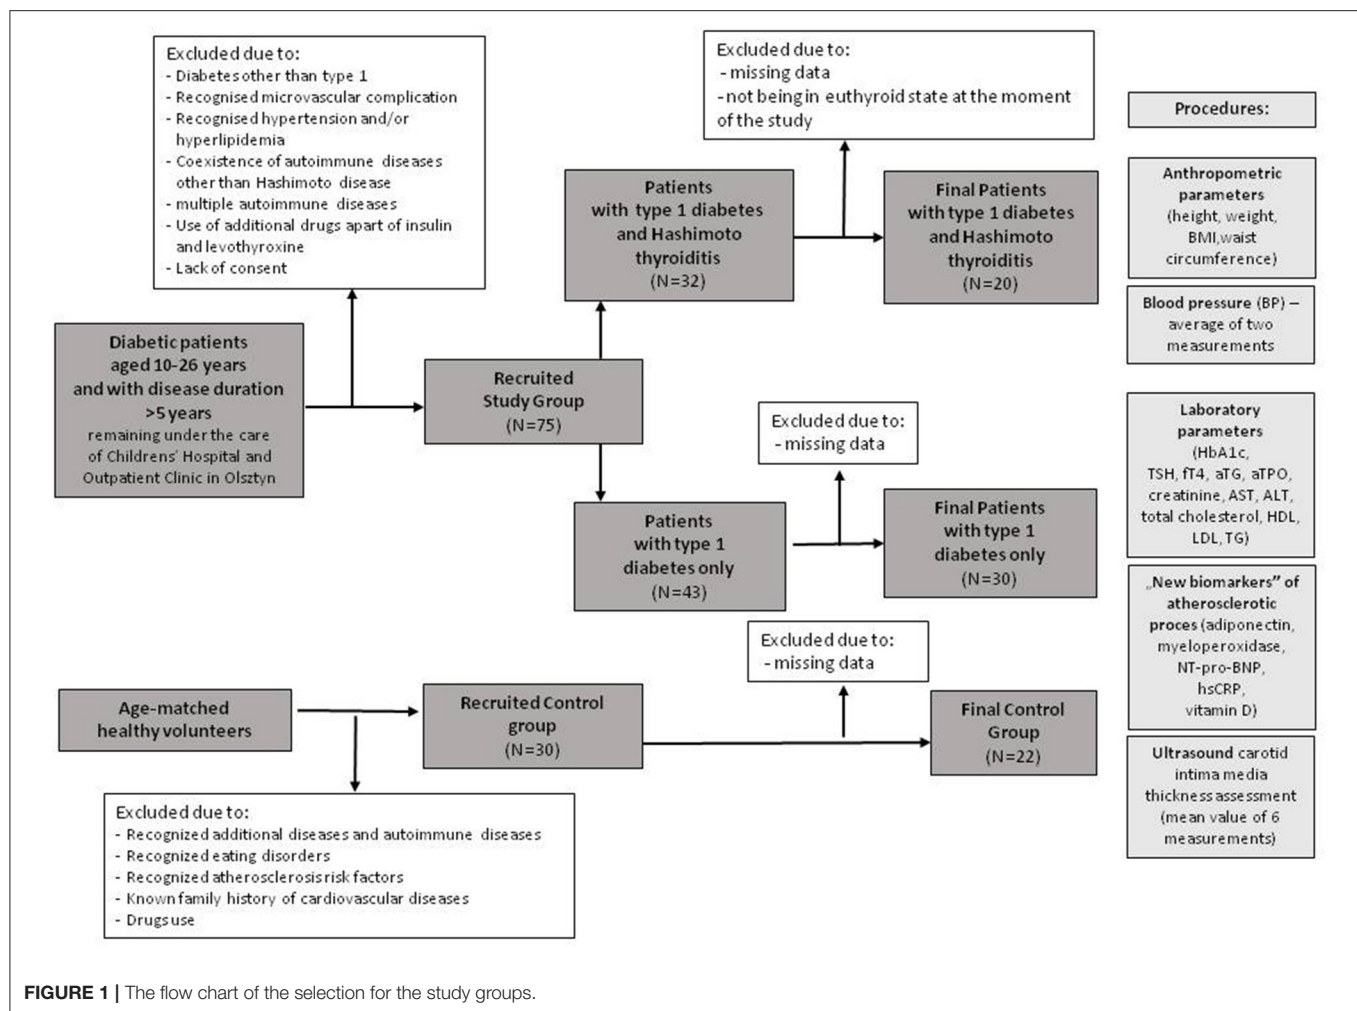 Excluded due to:
- Diabetes other than type 1
- Recognised microvascular complication
- Recognised hypertension and/or
hyperlipidemia
- Coexistence of autoimmune diseases
other than Hashimoto disease
- multiple autoimmune diseases
- Use of additional drugs apart of insulin
and levothyroxine
- Lack of consent
Diabetic patients
aged 10-26 years
and with disease duration
>5 years
remaining under the care
of Childrens' Hospital and
Outpatient Clinic in Olsztyn
Recruited
Study Group
(N=75)
Patients
with type 1 diabetes
and Hashimoto
thyroiditis
(N=32)
Excluded due to:
- missing data
- not being in euthyroid state at the moment
of the study
Final Patients
with type 1 diabetes
and Hashimoto
thyroiditis
(N=20)
Patients
with type 1
diabetes only
(N=43)
Excluded due to:
- missing data
Final Patients
with type 1
diabetes only
(N=30)
Age-matched
healthy volunteers
Excluded due to:
- Recognized additional diseases and autoimmune diseases
- Recognized eating disorders
- Recognized atherosclerosis risk factors
- Known family history of cardiovascular diseases
- Drugs use
Recruited Control
group
(N=30)
Excluded due to:
- missing data
Final Control
Group
(N=22)
Procedures:
Anthropometric
parameters
(height, weight,
BMI,waist
circumference)
Blood pressure (BP) –
average of two
measurements
Laboratory
parameters
(HbA1c,
TSH, fT4, aTG, aTPO,
creatinine, AST, ALT,
total cholesterol, HDL,
LDL, TG)
„New biomarkers” of
atherosclerotic
proces (adiponectin,
myeloperoxidase,
NT-pro-BNP,
hsCRP,
vitamin D)
Ultrasound carotid
intima media
thickness assessment
(mean value of 6
measurements)
FIGURE 1 | The flow chart of the selection for the study groups.